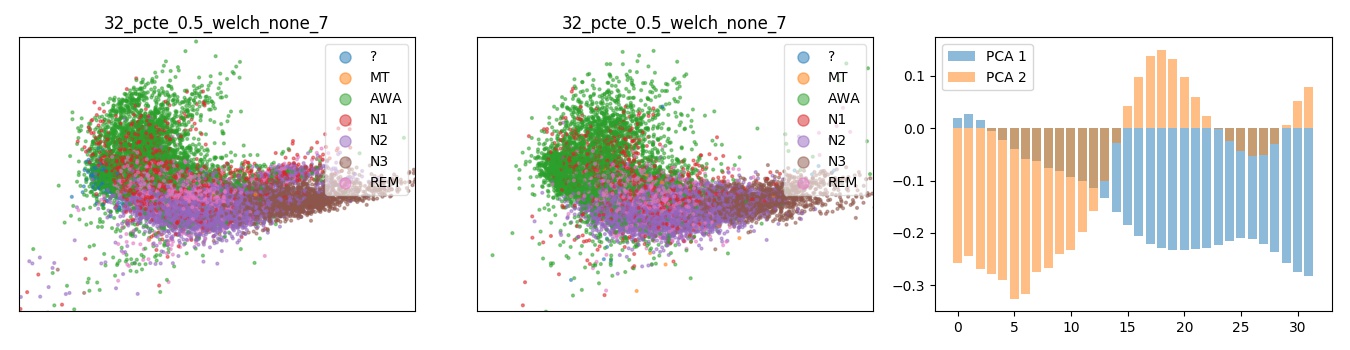 32_pcte_0.5_welch_none_7
?
MT
AWA
N1
N2
N3
REM
32_pcte_0.5_welch_none_7
?
MT
AWA
N1
N2
N3
REM
PCA 1
PCA 2
0.1
0.0
−0.1
−0.2
−0.3
0 5 10 15 20 25 30